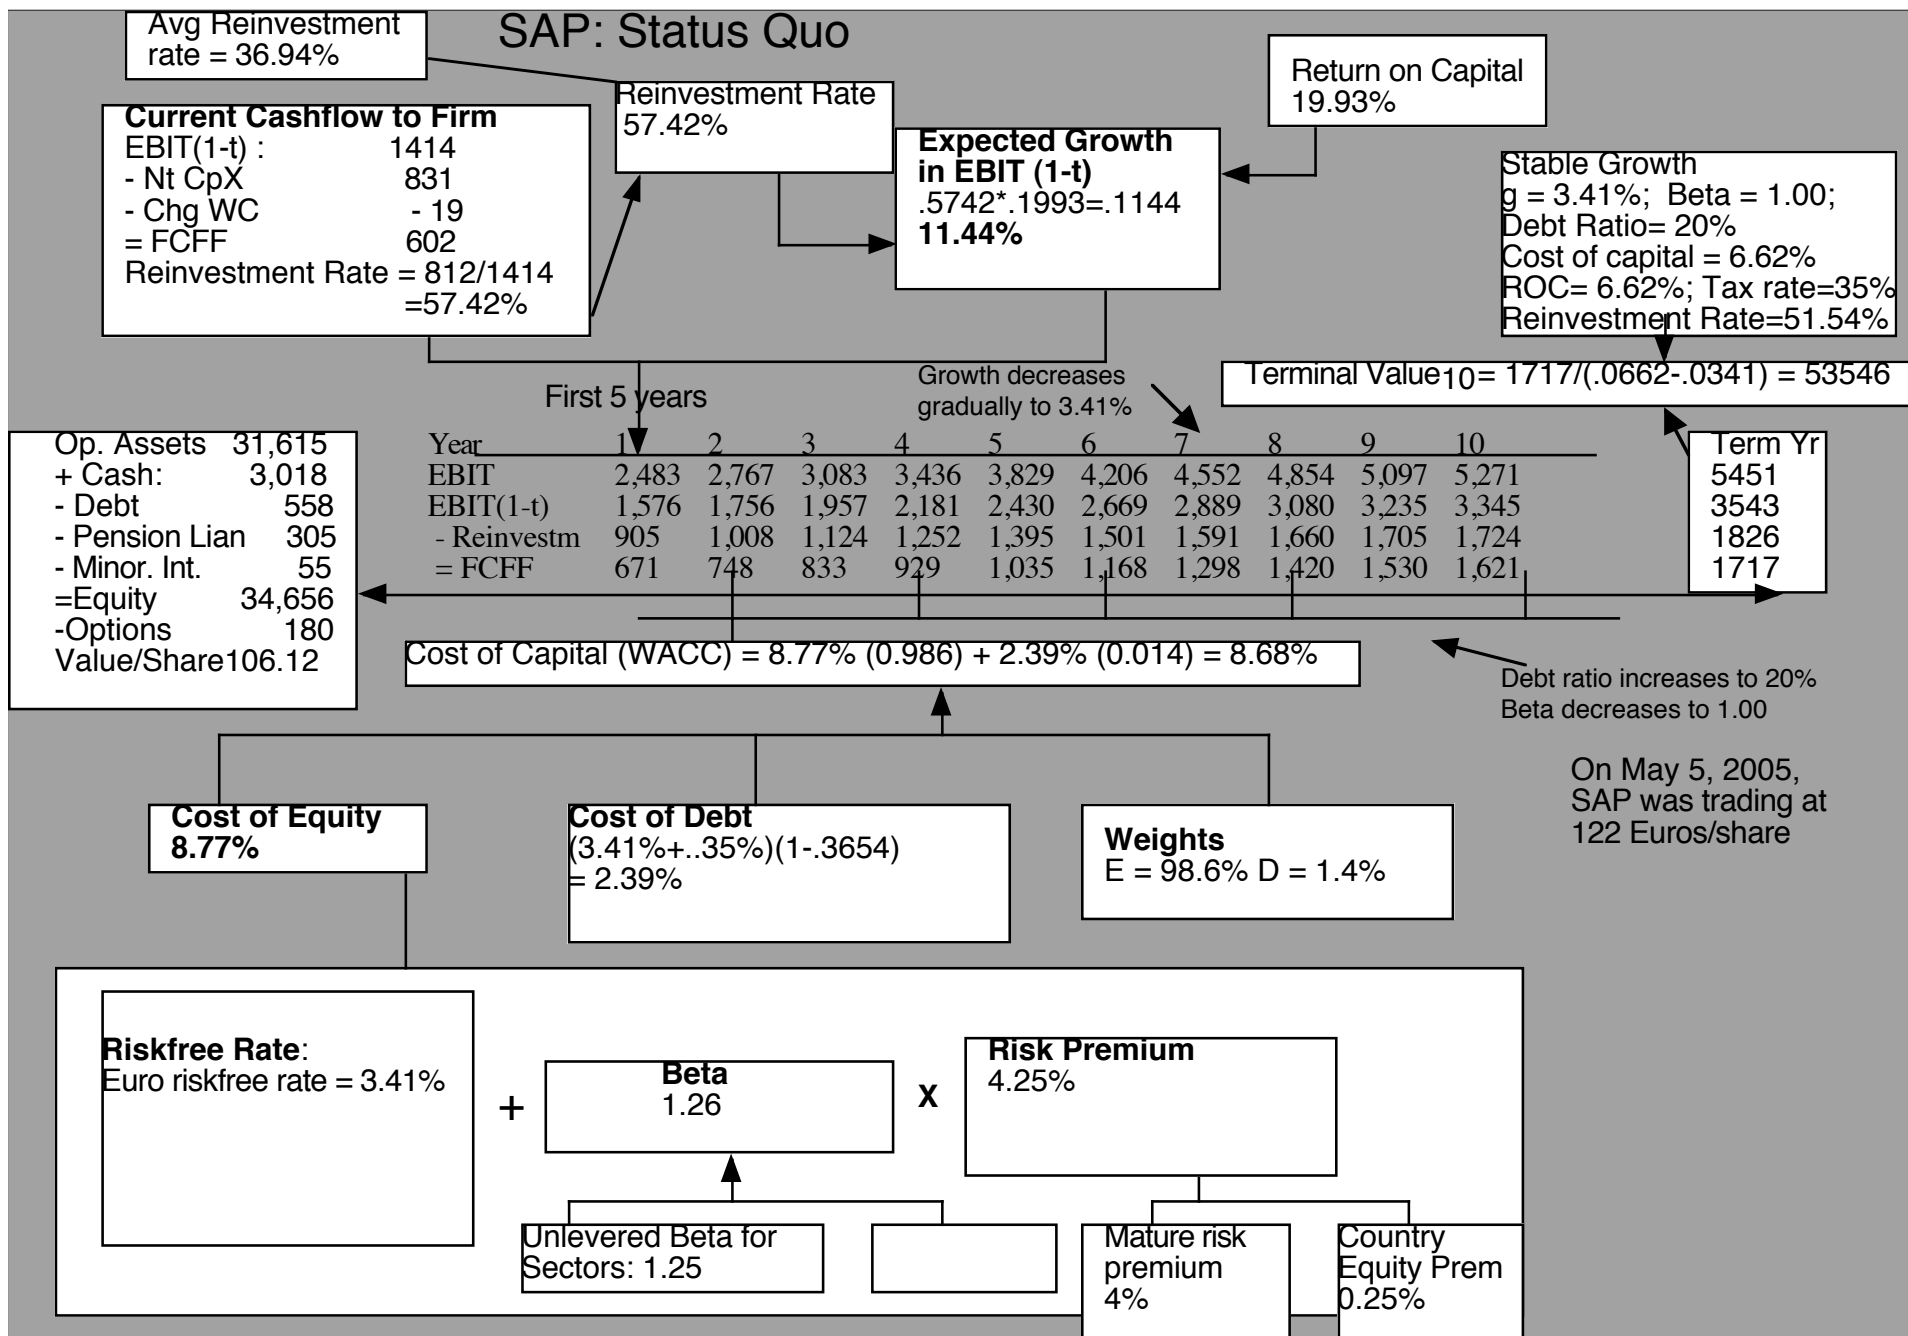 SAP: Status Quo
Avg Reinvestment
rate = 36.94%
Reinvestment Rate
57.42%
Return on Capital
19.93%
Current Cashflow to Firm
EBIT(1-t) : 1414
- Nt CpX 831
- Chg WC - 19
= FCFF 602
Reinvestment Rate = 812/1414
=57.42%
Expected Growth
in EBIT (1-t)
.5742*.1993=.1144
11.44%
Stable Growth
g = 3.41%; Beta = 1.00;
Debt Ratio= 20%
Cost of capital = 6.62%
ROC= 6.62%; Tax rate=35%
Reinvestment Rate=51.54%
Terminal Value10= 1717/(.0662-.0341) = 53546
First 5 years
Growth decreases
gradually to 3.41%
Op. Assets 31,615
+ Cash: 3,018
- Debt 558
- Pension Lian 305
- Minor. Int. 55
=Equity 34,656
-Options 180
Value/Share106.12
Year 1 2 3 4 5 6 7 8 9 10
EBIT 2,483 2,767 3,083 3,436 3,829 4,206 4,552 4,854 5,097 5,271
EBIT(1-t) 1,576 1,756 1,957 2,181 2,430 2,669 2,889 3,080 3,235 3,345
- Reinvestm 905 1,008 1,124 1,252 1,395 1,501 1,591 1,660 1,705 1,724
= FCFF 671 748 833 929 1,035 1,168 1,298 1,420 1,530 1,621
Term Yr
5451
3543
1826
1717
Cost of Capital (WACC) = 8.77% (0.986) + 2.39% (0.014) = 8.68%
Debt ratio increases to 20%
Beta decreases to 1.00
On May 5, 2005,
SAP was trading at
122 Euros/share
Cost of Equity
8.77%
Cost of Debt
(3.41%+..35%)(1-.3654)
= 2.39%
Weights
E = 98.6% D = 1.4%
Riskfree Rate:
Euro riskfree rate = 3.41%
+
Beta
1.26
X
Risk Premium
4.25%
Unlevered Beta for
Sectors: 1.25
Mature risk
premium
4%
Country
Equity Prem
0.25%